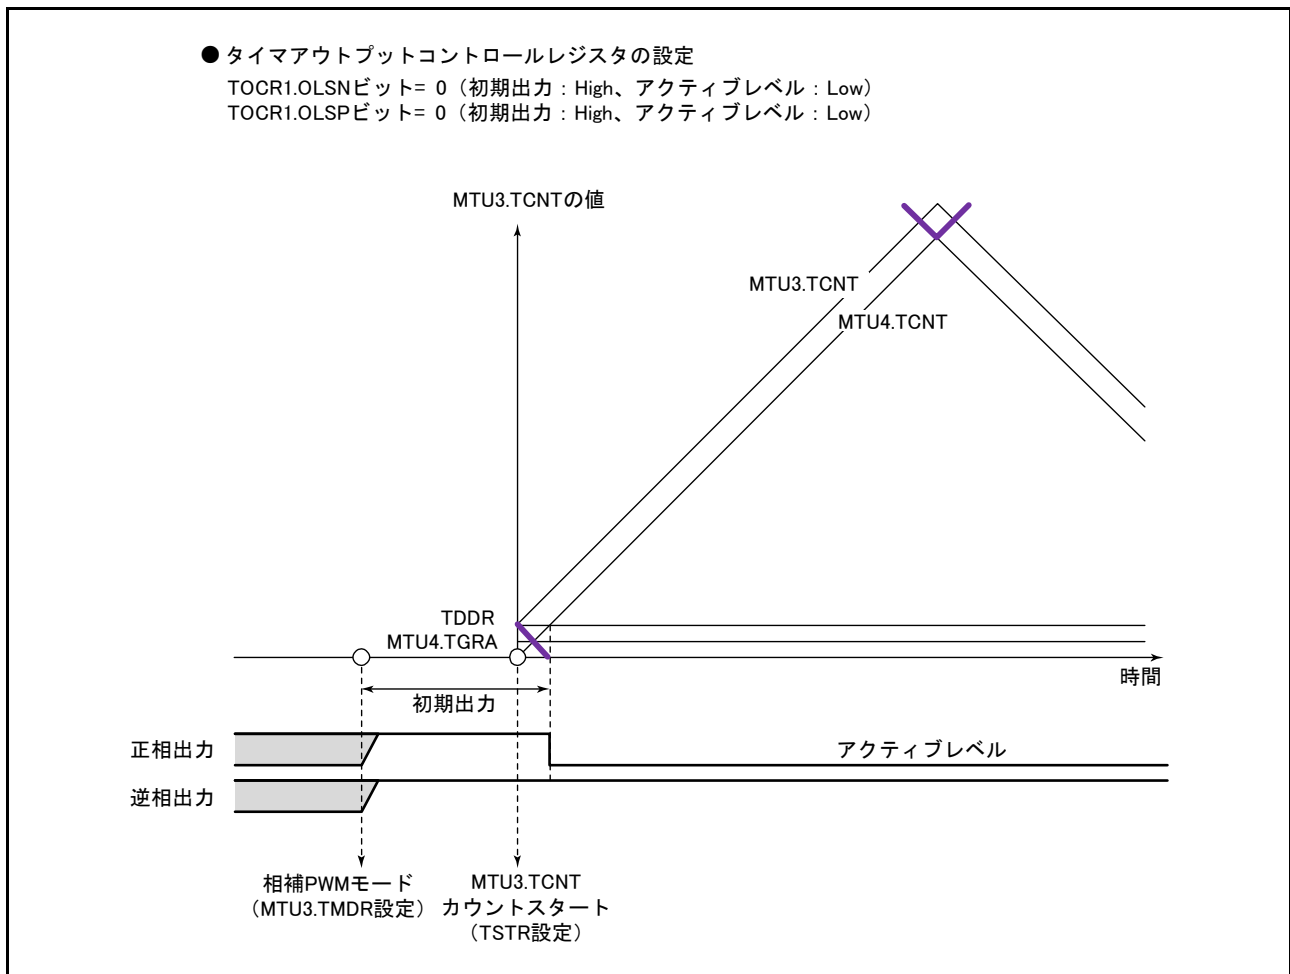 ● タイマアウトプットコントロールレジスタの設定
TOCR1.OLSNビット= 0（初期出力：High、アクティブレベル：Low）
TOCR1.OLSPビット= 0（初期出力：High、アクティブレベル：Low）
MTU3.TCNTの値
MTU3.TCNT
MTU4.TCNT
TDDR
MTU4.TGRA
時間
初期出力
正相出力
アクティブレベル
逆相出力
相補PWMモード
（MTU3.TMDR設定）
MTU3.TCNT
カウントスタート
（TSTR設定）